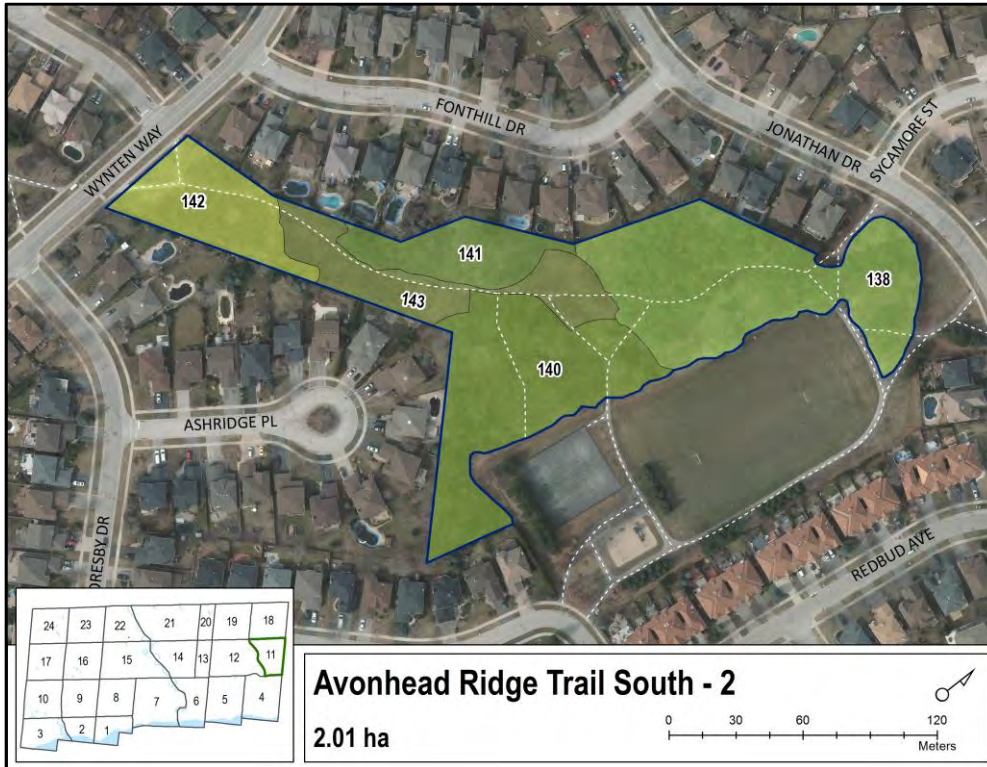 FONTHILL DR
WYNTEN WAY
JONATHAN DR
SYCAMORE ST
142
141
138
143
140
ASHRIDGE PL
REDBUD AVE
ORESBY DR
24 23 22 21 20 19 18
17 16 15 14 13 12 11
10 9 8 7 6 5 4
3 2 1
Avonhead Ridge Trail South - 2
2.01 ha
0 30 60 120
Meters